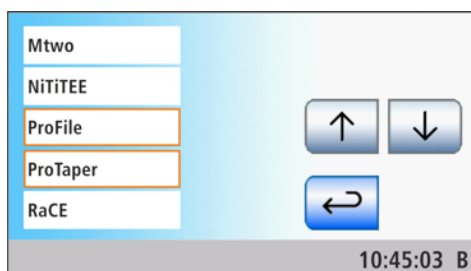 Mtwo
NiTiTEE
ProFile
ProTaper
RaCE
10:45:03 B